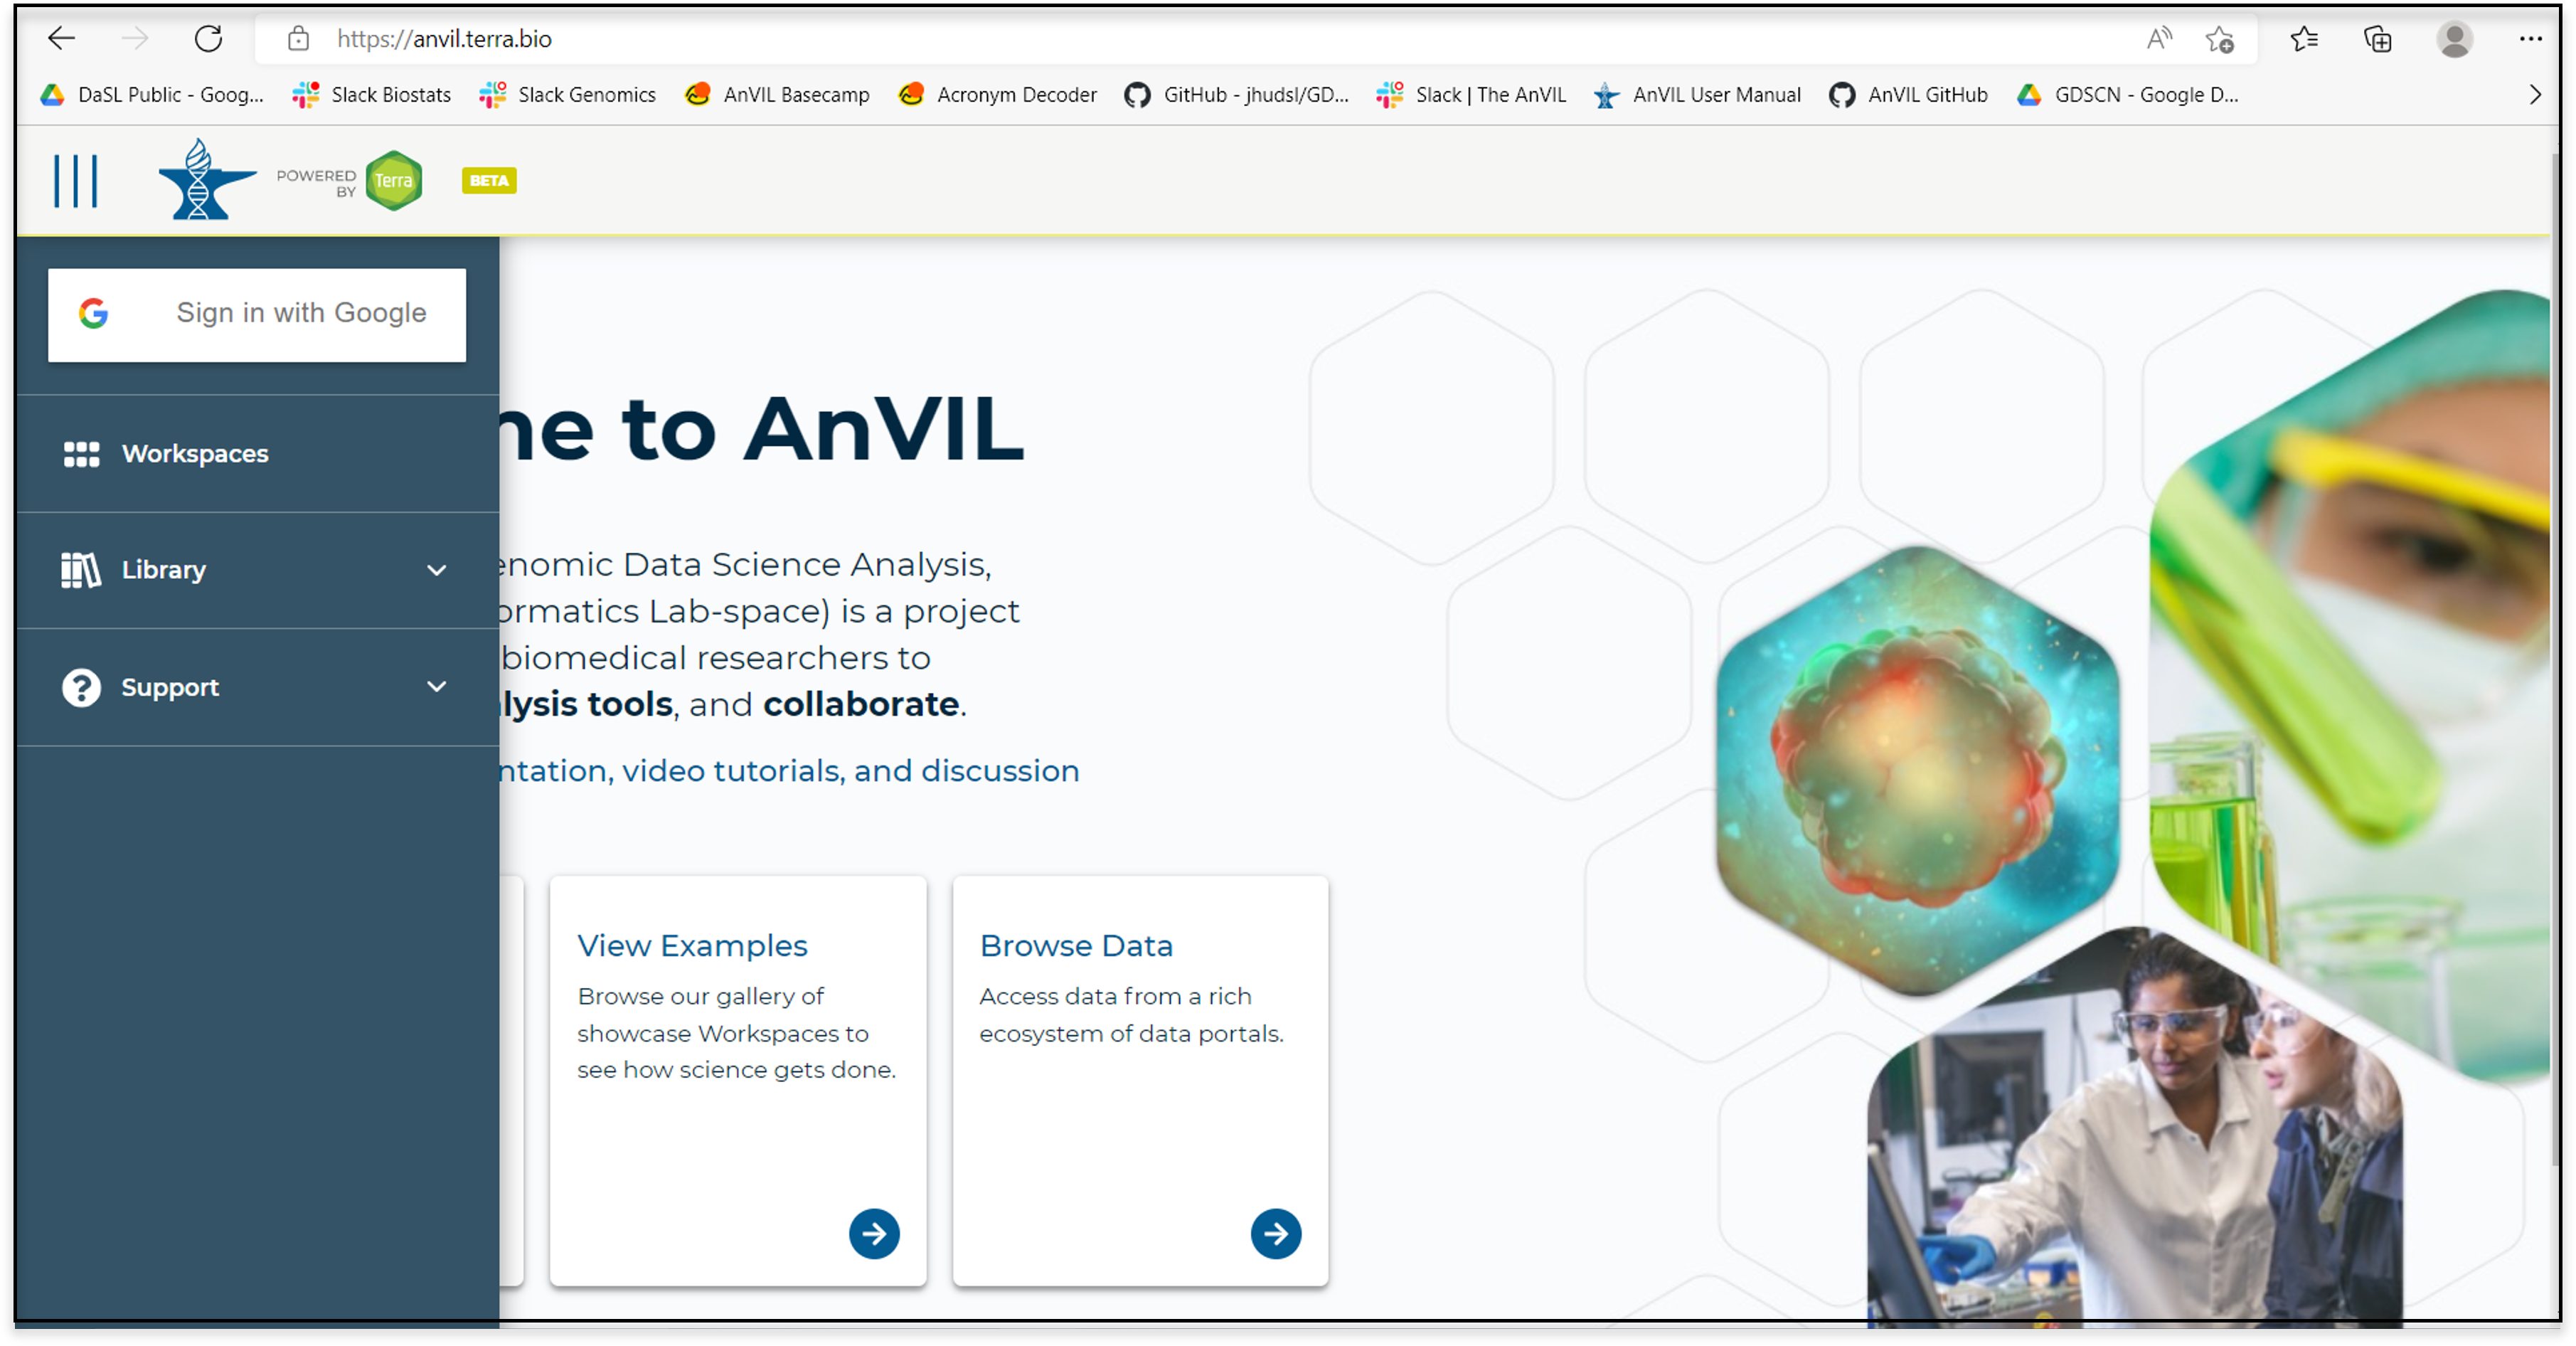 https://anvil.terra.bio
DaSL Public - Goog...
Slack Biostats
Slack Genomics
AnVIL Basecamp
Acronym Decoder
GitHub - jhudsl/GD...
Slack | The AnVIL
AnVIL User Manual
AnVIL GitHub
GDSCN - Google D...
POWERED
BY
Terra
BETA
Sign in with Google
Workspaces
Library
Support
ne to AnVIL
enomic Data Science Analysis,
ormatics Lab-space) is a project
biomedical researchers to
lysis tools, and collaborate.
ntation, video tutorials, and discussion
View Examples
Browse our gallery of
showcase Workspaces to
see how science gets done.
Browse Data
Access data from a rich
ecosystem of data portals.